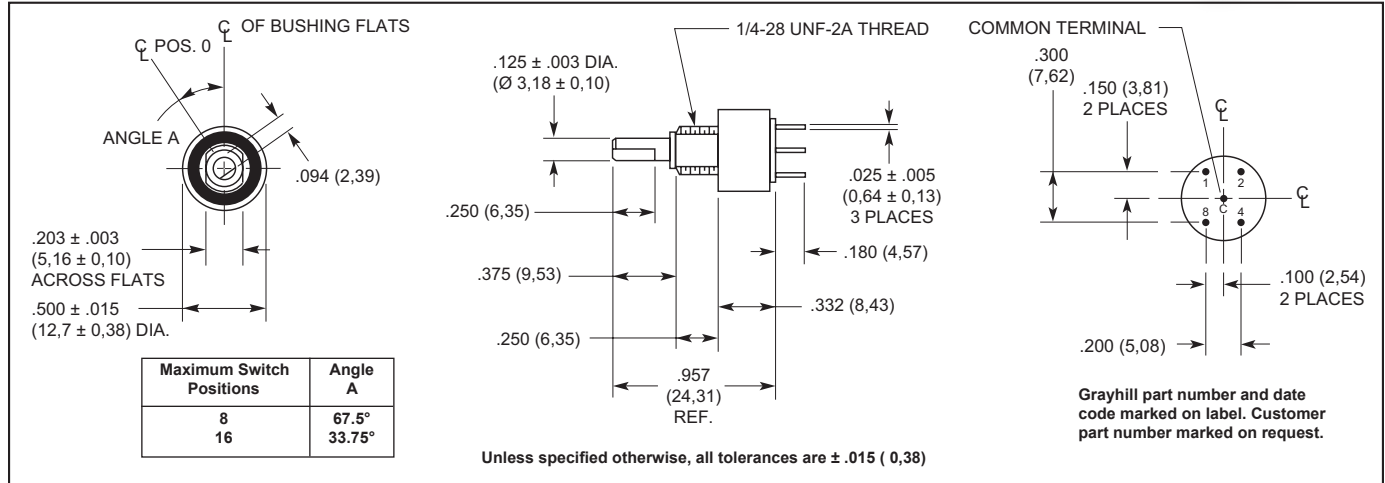 ℄ OF BUSHING FLATS
℄ POS. 0
ANGLE A
.094 (2,39)
.203 ± .003
(5,16 ± 0,10)
ACROSS FLATS
.500 ± .015
(12,7 ± 0,38) DIA.
Maximum Switch
Positions
Angle
A
8 67.5°
16 33.75°
1/4-28 UNF-2A THREAD
.125 ± .003 DIA.
(Ø 3,18 ± 0,10)
.025 ± .005
(0,64 ± 0,13)
3 PLACES
.250 (6,35)
.180 (4,57)
.375 (9,53)
.332 (8,43)
.250 (6,35)
.957
(24,31)
REF.
Unless specified otherwise, all tolerances are ± .015 ( 0,38)
COMMON TERMINAL
.300
(7,62)
.150 (3,81)
2 PLACES
℄
1 2
C
℄
8 4
.100 (2,54)
2 PLACES
.200 (5,08)
Grayhill part number and date
code marked on label. Customer
part number marked on request.